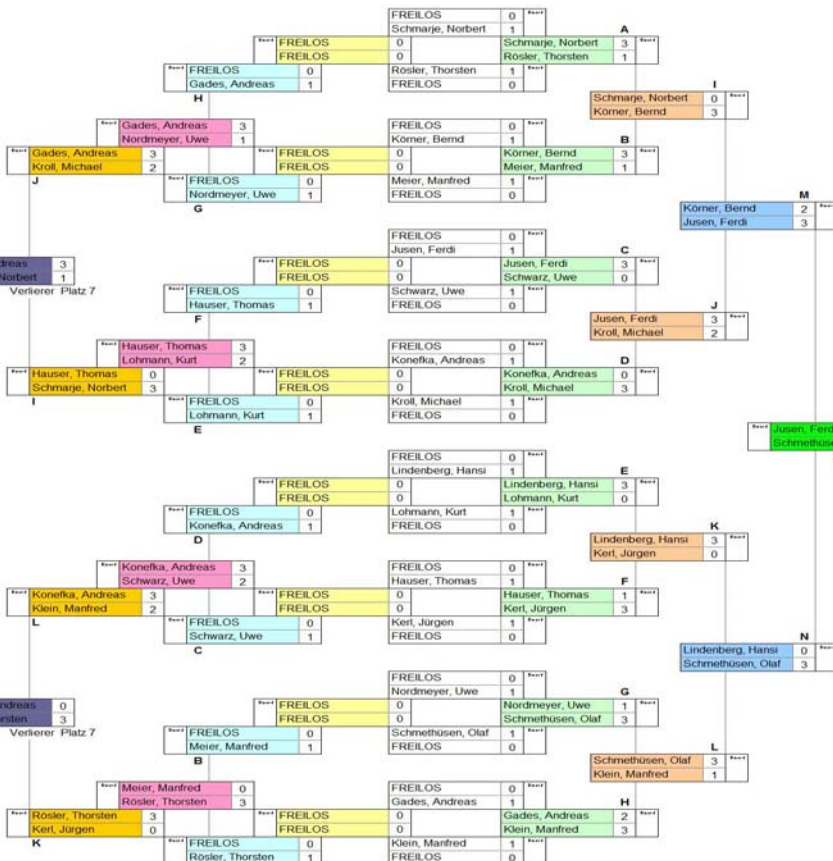 FREILOS 0
Schmarje, Norbert 1 A
FREILOS 0 Schmarje, Norbert 3
FREILOS 0 Rösler, Thorsten 1
FREILOS 0 Rösler, Thorsten 1
Gades, Andreas 1 FREILOS 0 I
H Schmarje, Norbert 0
Körner, Bernd 3
Gades, Andreas 3 FREILOS 0
Nordmeyer, Uwe 1 Körner, Bernd 1 B
Gades, Andreas 3 FREILOS 0 Körner, Bernd 3
Kroll, Michael 2 FREILOS 0 Meier, Manfred 1
J FREILOS 0 Meier, Manfred 1
Nordmeyer, Uwe 1 FREILOS 0 M
G Körner, Bernd 2
Jusen, Ferdi 3
FREILOS 0
Jusen, Ferdi 1 C
dreas 3 FREILOS 0 Jusen, Ferdi 3
Norbert 1 FREILOS 0 Schwarz, Uwe 0
Verlierer Platz 7 FREILOS 0 Schwarz, Uwe 1
Hauser, Thomas 1 FREILOS 0 J
F Jusen, Ferdi 3
Kroll, Michael 2
Hauser, Thomas 3 FREILOS 0
Lohmann, Kurt 2 Konefka, Andreas 1 D
Hauser, Thomas 0 FREILOS 0 Konefka, Andreas 0
Schmarje, Norbert 3 FREILOS 0 Kroll, Michael 3
I FREILOS 0 Kroll, Michael 1
Lohmann, Kurt 1 FREILOS 0
E Jusen, Ferd
Schmethüse
FREILOS 0
Lindenberg, Hansi 1 E
FREILOS 0 Lindenberg, Hansi 3
FREILOS 0 Lohmann, Kurt 0
FREILOS 0 Lohmann, Kurt 1
Konefka, Andreas 1 FREILOS 0 K
D Lindenberg, Hansi 3
Kerl, Jürgen 0
Konefka, Andreas 3 FREILOS 0
Schwarz, Uwe 2 Hauser, Thomas 1 F
Konefka, Andreas 3 FREILOS 0 Hauser, Thomas 1
Klein, Manfred 2 FREILOS 0 Kerl, Jürgen 3
L FREILOS 0 Kerl, Jürgen 1
Schwarz, Uwe 1 FREILOS 0 N
C Lindenberg, Hansi 0
Schmethüsen, Olaf 3
FREILOS 0
Nordmeyer, Uwe 1 G
ndreas 0 FREILOS 0 Nordmeyer, Uwe 1
rsten 3 FREILOS 0 Schmethüsen, Olaf 3
Verlierer Platz 7 FREILOS 0 Schmethüsen, Olaf 1
Meier, Manfred 1 FREILOS 0 L
B Schmethüsen, Olaf 3
Klein, Manfred 1
Meier, Manfred 0 FREILOS 0
Rösler, Thorsten 3 Gades, Andreas 1 H
Rösler, Thorsten 3 FREILOS 0 Gades, Andreas 2
Kerl, Jürgen 0 FREILOS 0 Klein, Manfred 3
K FREILOS 0 Klein, Manfred 1
Rösler, Thorsten 1 FREILOS 0